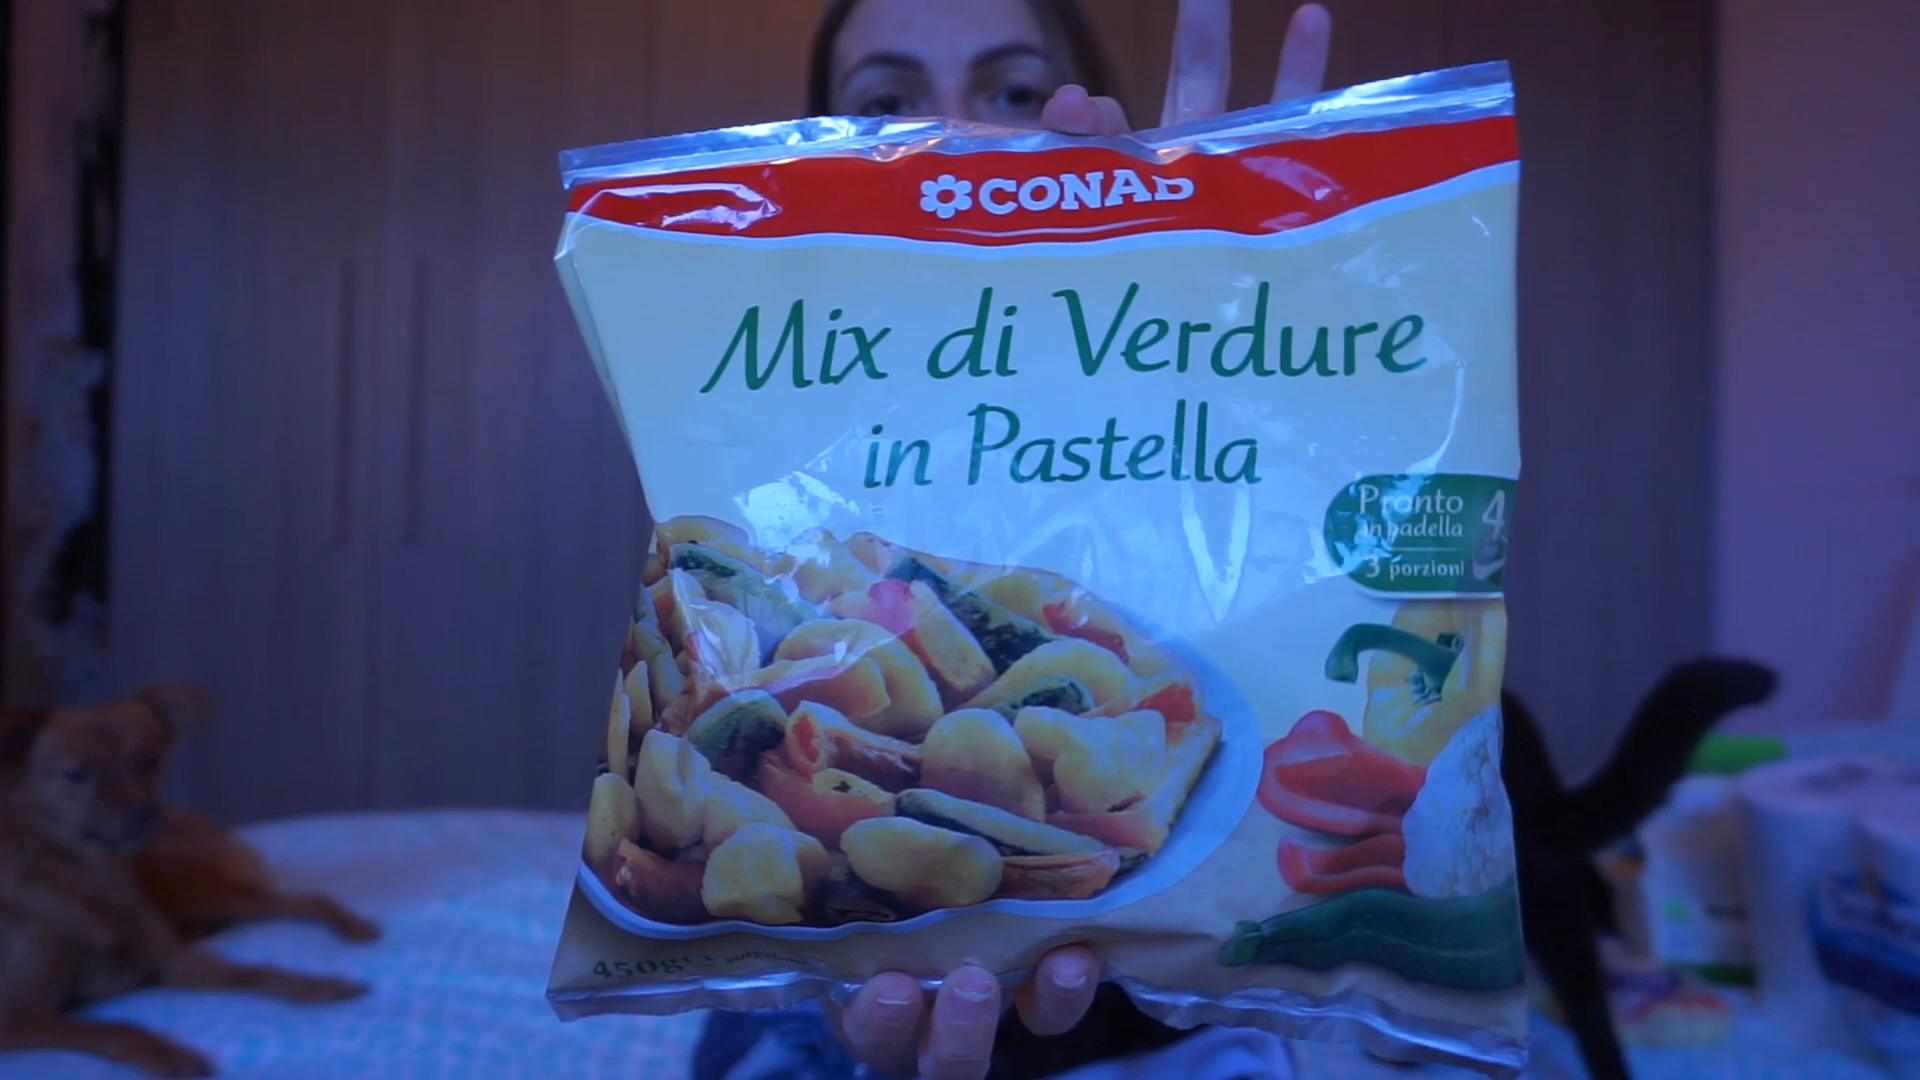 CONAD
Mix di Verdure
in Pastella
Pronto 4
in padella
3 porzioni
450g